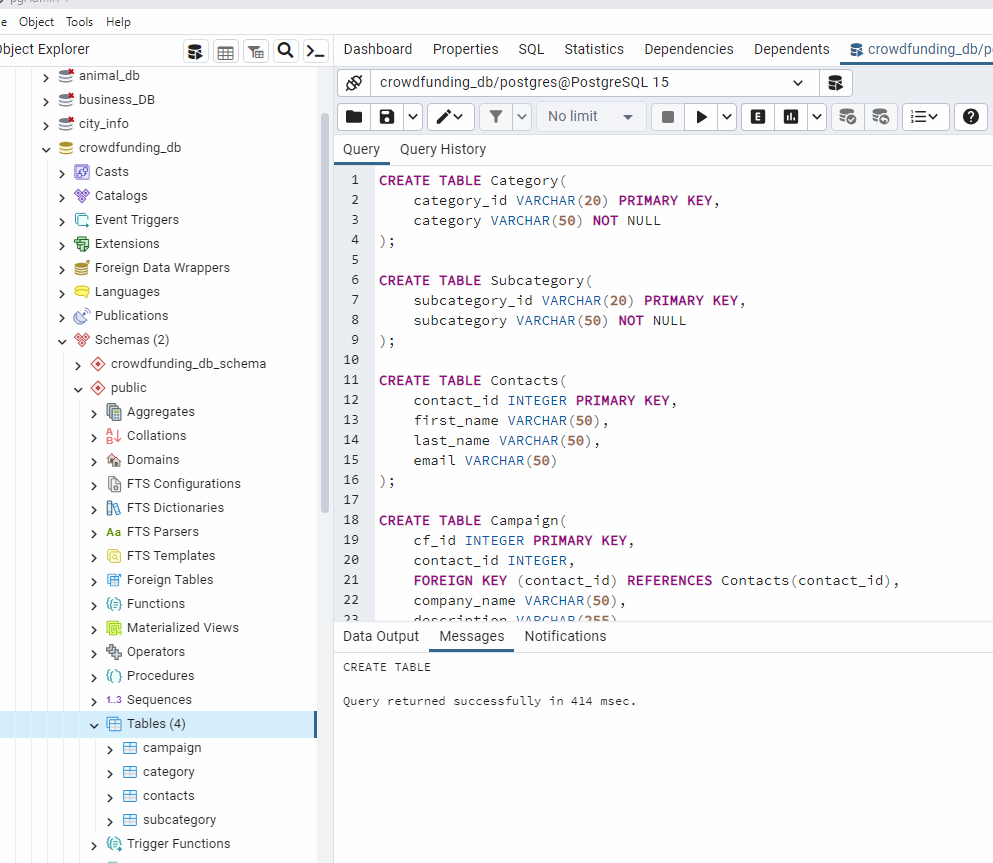 Object Tools Help
Object Explorer
animal_db
business_DB
city_info
crowdfunding_db
Casts
Catalogs
Event Triggers
Extensions
Foreign Data Wrappers
Languages
Publications
Schemas (2)
crowdfunding_db_schema
public
Aggregates
Collations
Domains
FTS Configurations
FTS Dictionaries
Aa FTS Parsers
FTS Templates
Foreign Tables
Functions
Materialized Views
Operators
Procedures
1..3 Sequences
Tables (4)
campaign
category
contacts
subcategory
Trigger Functions
Dashboard Properties SQL Statistics Dependencies Dependents crowdfunding_db/po
crowdfunding_db/postgres@PostgreSQL 15
No limit
E
Query Query History
1 CREATE TABLE Category(
2 category_id VARCHAR(20) PRIMARY KEY,
3 category VARCHAR(50) NOT NULL
4 );
5
6 CREATE TABLE Subcategory(
7 subcategory_id VARCHAR(20) PRIMARY KEY,
8 subcategory VARCHAR(50) NOT NULL
9 );
10
11 CREATE TABLE Contacts(
12 contact_id INTEGER PRIMARY KEY,
13 first_name VARCHAR(50),
14 last_name VARCHAR(50),
15 email VARCHAR(50)
16 );
17
18 CREATE TABLE Campaign(
19 cf_id INTEGER PRIMARY KEY,
20 contact_id INTEGER,
21 FOREIGN KEY (contact_id) REFERENCES Contacts(contact_id),
22 company_name VARCHAR(50),
23 description VARCHAR(255)
Data Output Messages Notifications
CREATE TABLE
Query returned successfully in 414 msec.